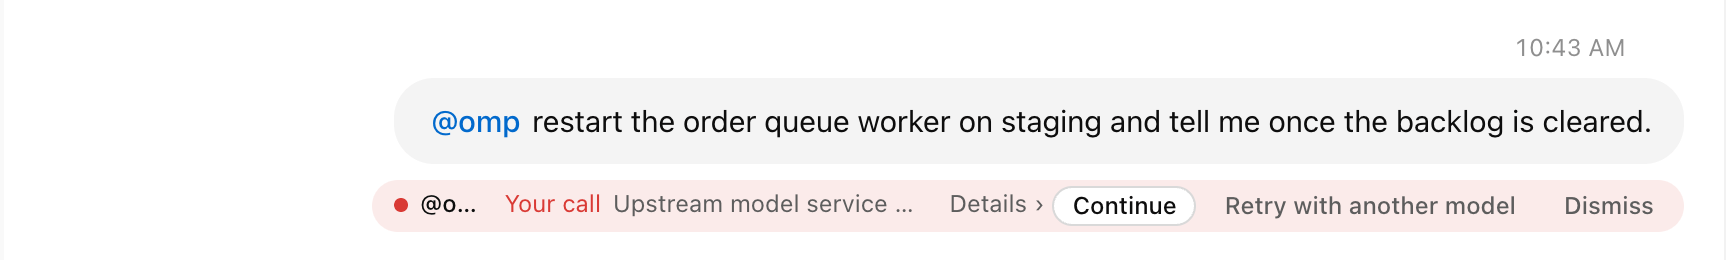 10:43 AM
@omp restart the order queue worker on staging and tell me once the backlog is cleared.
@o... Your call Upstream model service ... Details › Continue Retry with another model Dismiss